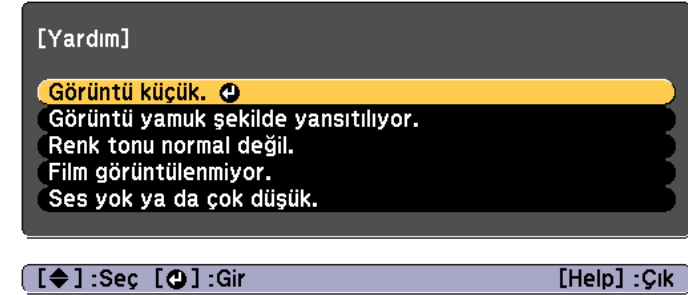 [Yardım]
Görüntü küçük.
Görüntü yamuk şekilde yansıtılıyor.
Renk tonu normal değil.
Film görüntülenmiyor.
Ses yok ya da çok düşük.
[◆] :Seç [⏎] :Gir [Help] :Çık